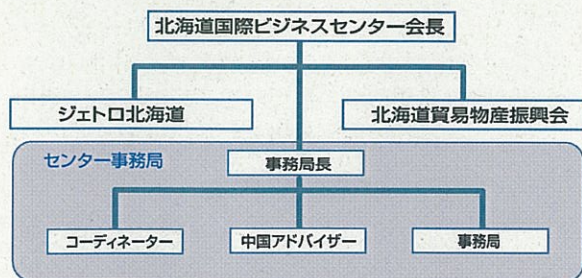 北海道国際ビジネスセンター会長
ジェトロ北海道
北海道貿易物産振興会
センター事務局
事務局長
コーディネーター
中国アドバイザー
事務局